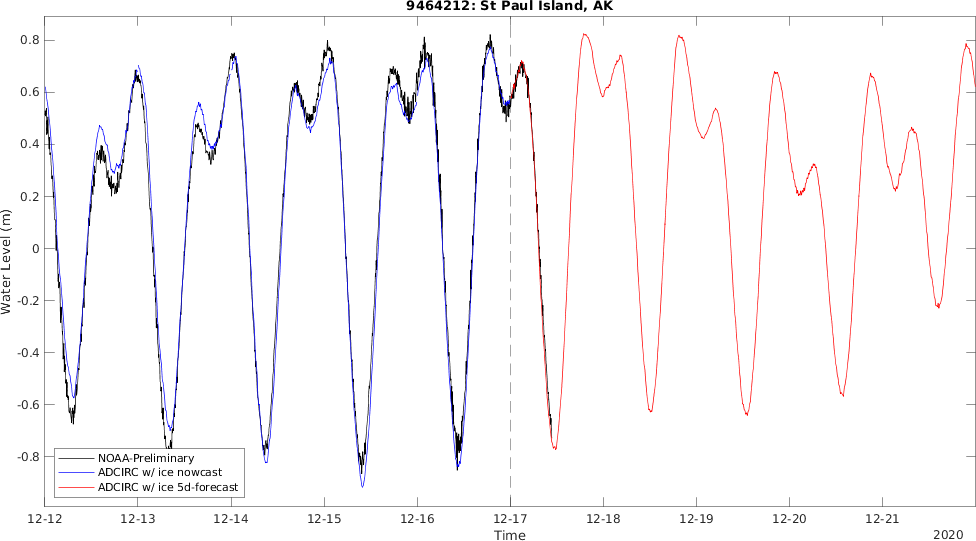 9464212: St Paul Island, AK
Water Level (m)
0.8
0.6
0.4
0.2
0
-0.2
-0.4
-0.6
-0.8
NOAA-Preliminary
ADCIRC w/ ice nowcast
ADCIRC w/ ice 5d-forecast
12-12 12-13 12-14 12-15 12-16 12-17 12-18 12-19 12-20 12-21
Time
2020